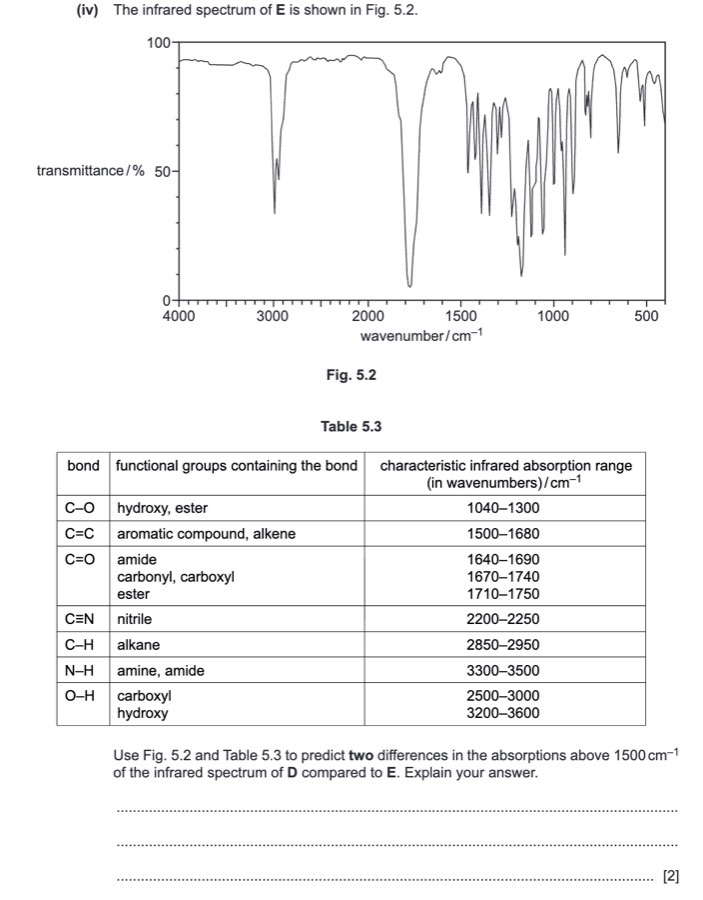 (iv) The infrared spectrum of E is shown in Fig. 5.2.
100
transmittance / % 50
0
4000 3000 2000 1500 1000 500
wavenumber / cm⁻¹
Fig. 5.2
Table 5.3
bond functional groups containing the bond characteristic infrared absorption range
(in wavenumbers) / cm⁻¹
C–O hydroxy, ester 1040–1300
C=C aromatic compound, alkene 1500–1680
C=O amide 1640–1690
carbonyl, carboxyl 1670–1740
ester 1710–1750
C≡N nitrile 2200–2250
C–H alkane 2850–2950
N–H amine, amide 3300–3500
O–H carboxyl 2500–3000
hydroxy 3200–3600
Use Fig. 5.2 and Table 5.3 to predict two differences in the absorptions above 1500 cm⁻¹
of the infrared spectrum of D compared to E. Explain your answer.
[2]